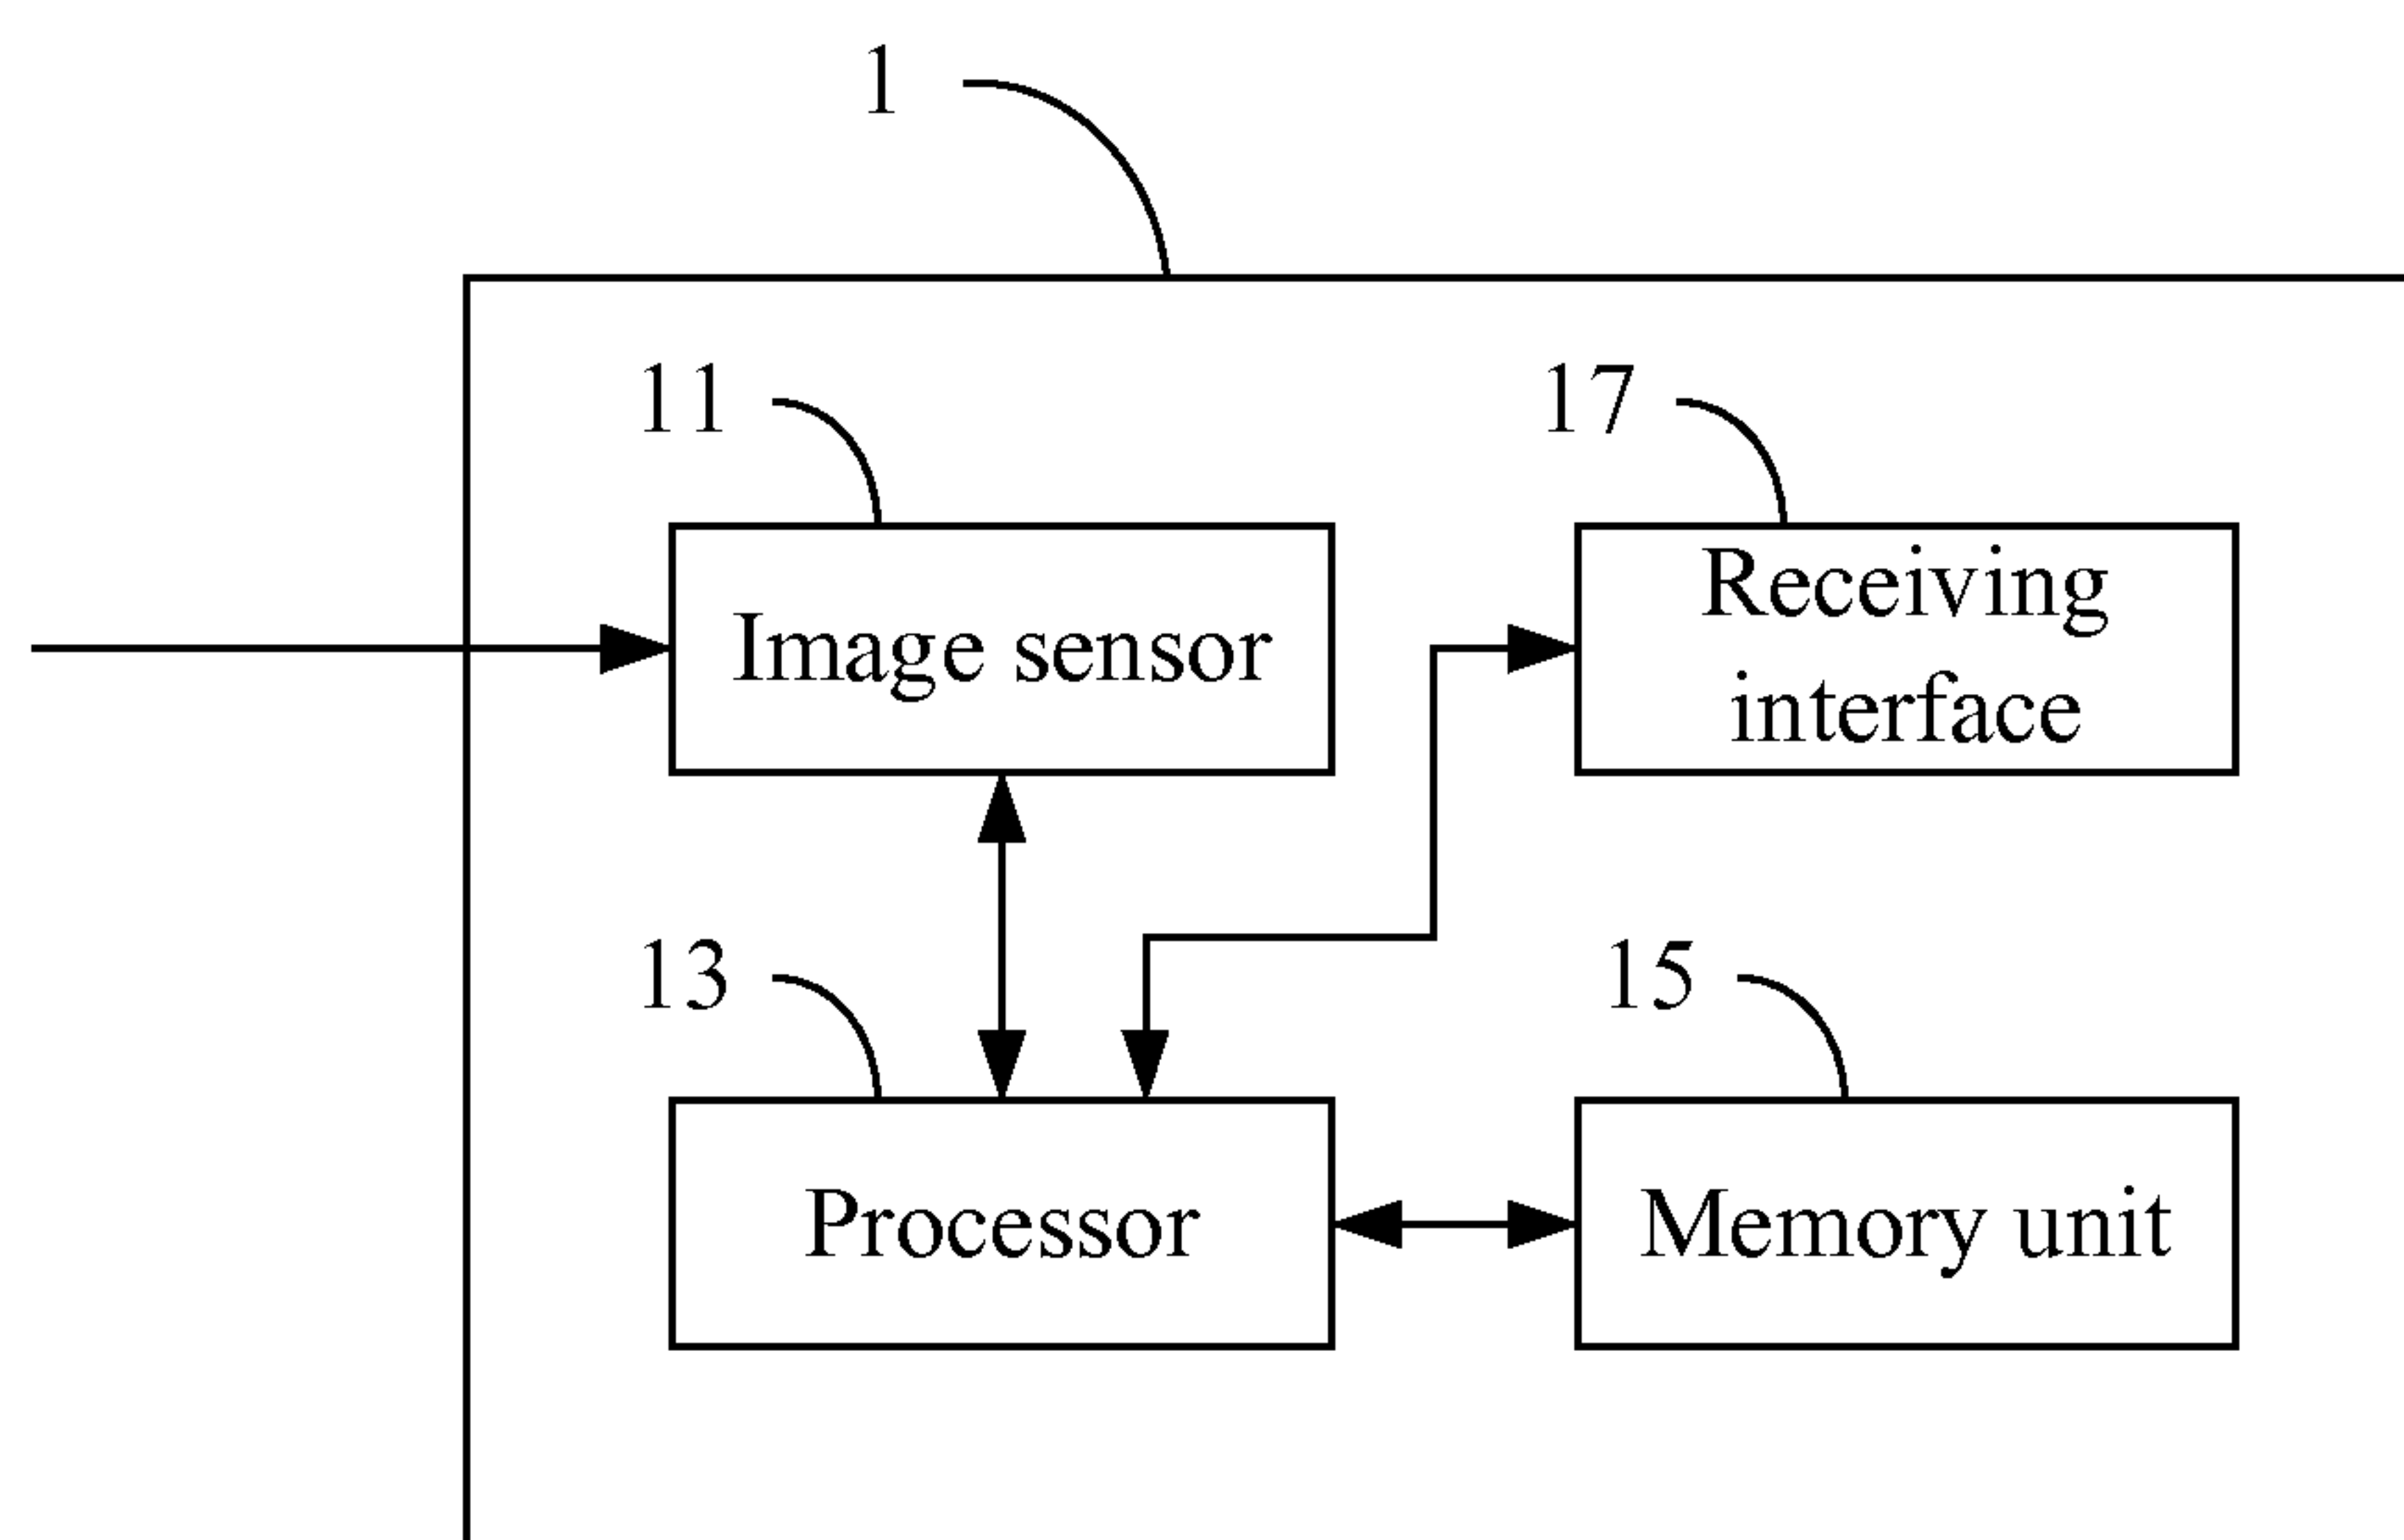 1
11
17
Image sensor
Receiving
interface
13
15
Processor
Memory unit